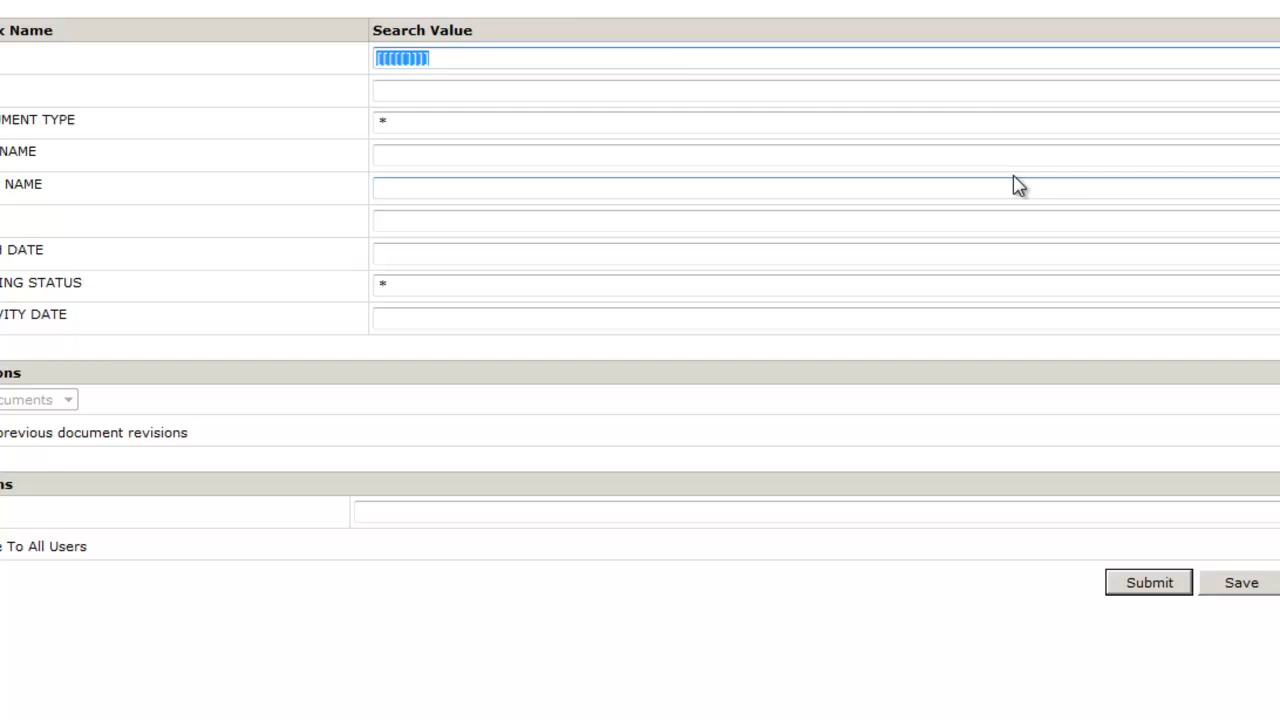 x Name Search Value
UMENT TYPE *
NAME
NAME
H DATE
ING STATUS *
VITY DATE
ons
cuments
previous document revisions
ns
e To All Users
Submit Save